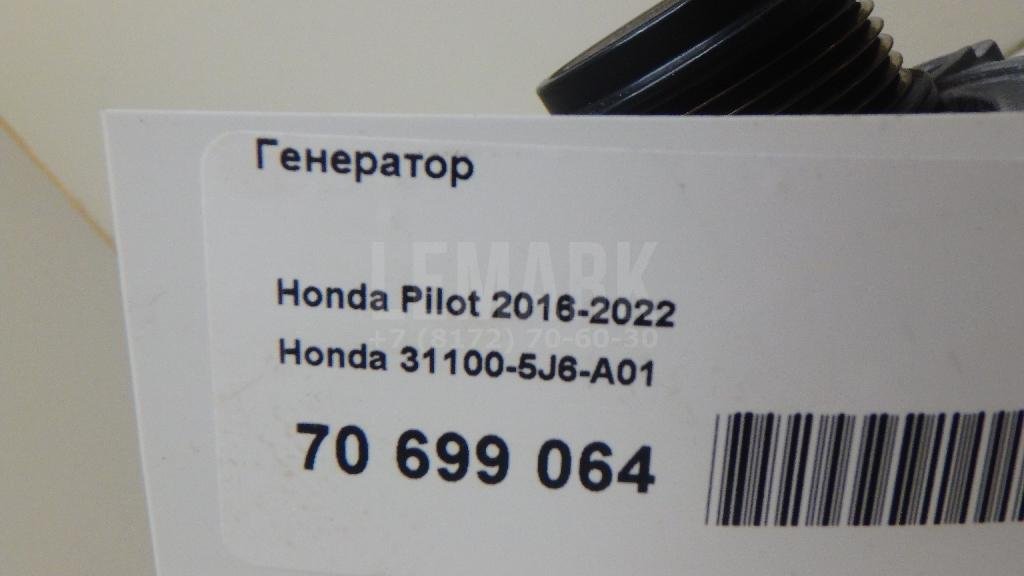 Генератор
LEMARK
Honda Pilot 2016-2022
+7 (8172) 70-60-30
Honda 31100-5J6-A01
70 699 064